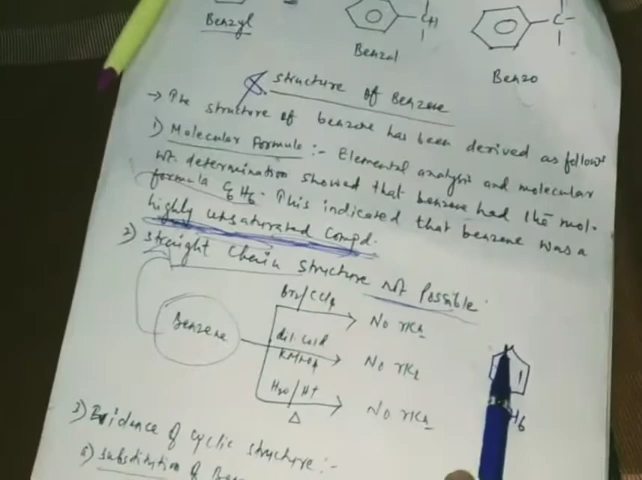 Benzyl
Benzal
Benzo
CH
C
Structure of Benzene
→ The structure of benzene has been derived as follows
1) Molecular Formula :- Elemental analysis and molecular
wt determination showed that benzene had the mol.
formula C6H6. This indicated that benzene was a
highly unsaturated compd.
2) straight chain structure not possible.
Benzene
Br2/CCl4
No rxn
dil. cold
KMnO4
No rxn
H2O/H+
Δ
No rxn
H6
3) Evidence of cyclic structure :-
a) Substitution of